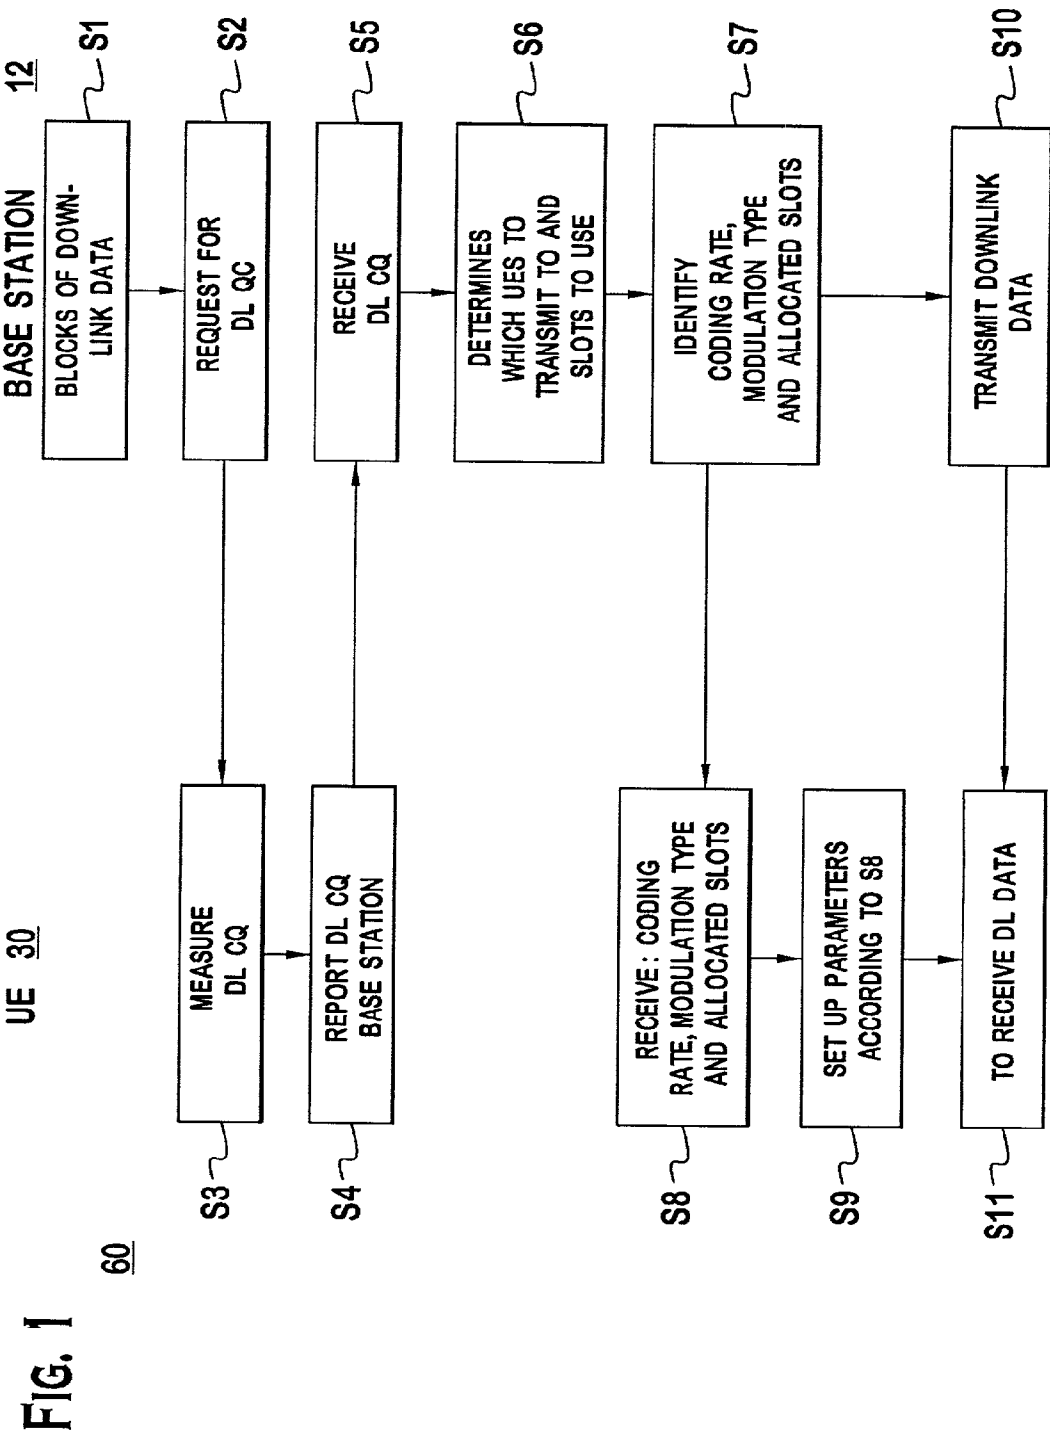 FIG. 1
60
UE 30
BASE STATION 12
BLOCKS OF DOWN-
LINK DATA
S1
REQUEST FOR
DL QC
S2
MEASURE
DL CQ
S3
REPORT DL CQ
BASE STATION
S4
RECEIVE
DL CQ
S5
DETERMINES
WHICH UES TO
TRANSMIT TO AND
SLOTS TO USE
S6
IDENTIFY
CODING RATE,
MODULATION TYPE
AND ALLOCATED SLOTS
S7
RECEIVE: CODING
RATE, MODULATION TYPE
AND ALLOCATED SLOTS
S8
SET UP PARAMETERS
ACCORDING TO S8
S9
TRANSMIT DOWNLINK
DATA
S10
TO RECEIVE DL DATA
S11